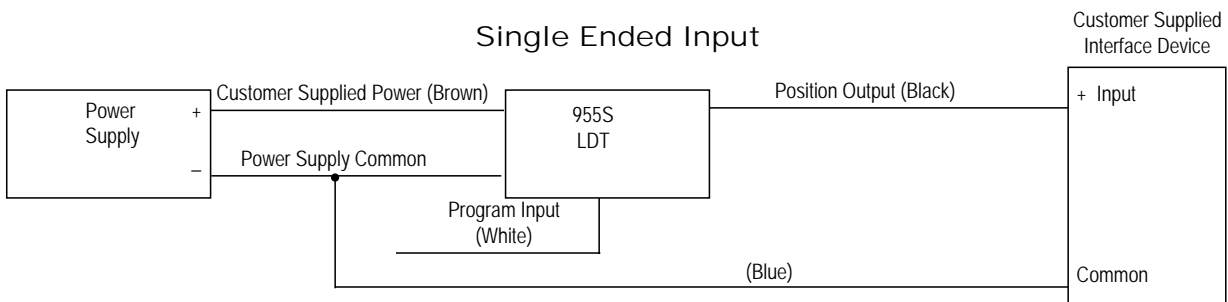 Single Ended Input
Customer Supplied
Interface Device
Power
Supply
+
–
Customer Supplied Power (Brown)
Power Supply Common
955S
LDT
Program Input
(White)
Position Output (Black)
+ Input
(Blue)
Common